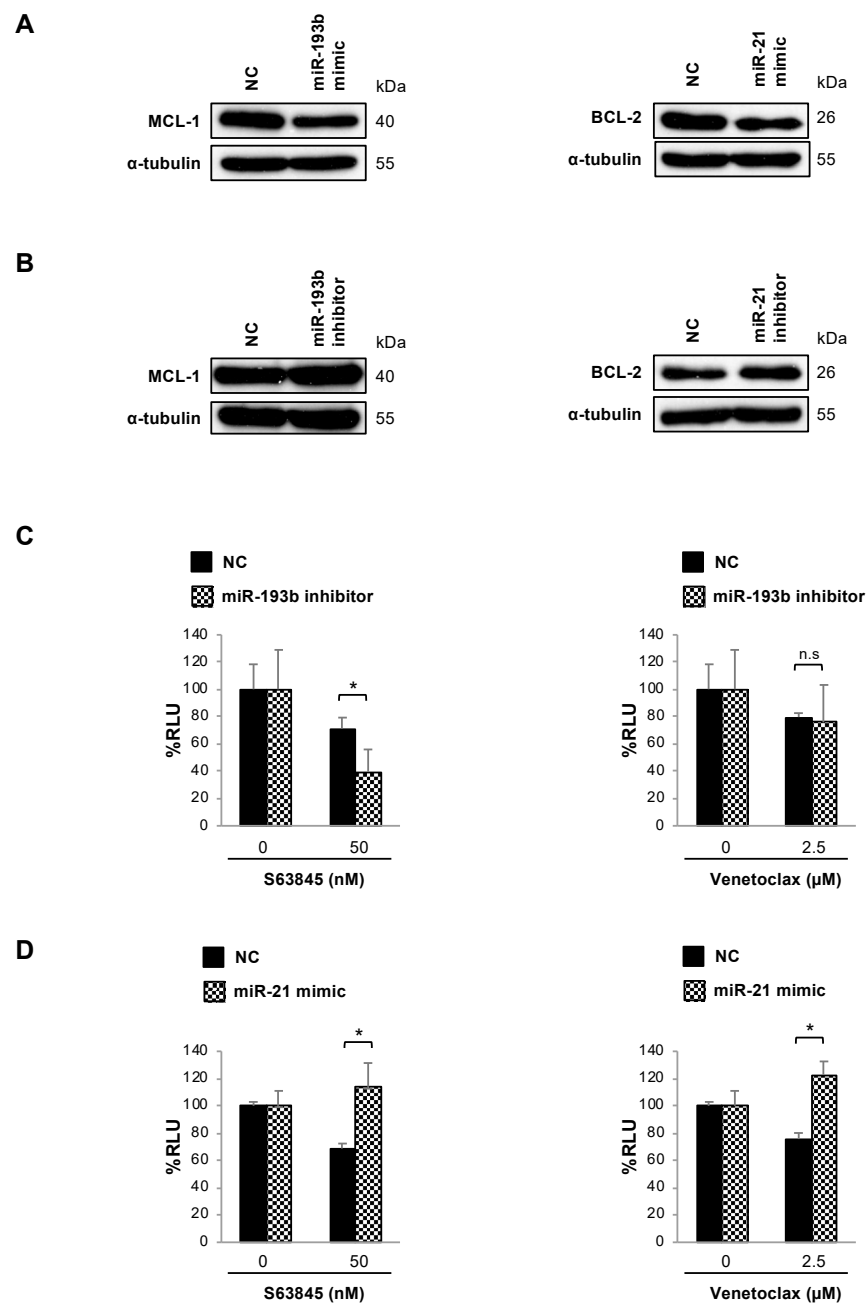 A
NC
miR-193b
mimic
kDa
MCL-1
40
α-tubulin
55
NC
miR-21
mimic
kDa
BCL-2
26
α-tubulin
55
B
NC
miR-193b
inhibitor
kDa
MCL-1
40
α-tubulin
55
NC
miR-21
inhibitor
kDa
BCL-2
26
α-tubulin
55
C
NC
miR-193b inhibitor
%RLU
140
120
100
80
60
40
20
0
*
0 50
S63845 (nM)
NC
miR-193b inhibitor
%RLU
140
120
100
80
60
40
20
0
n.s
0 2.5
Venetoclax (µM)
D
NC
miR-21 mimic
%RLU
140
120
100
80
60
40
20
0
*
0 50
S63845 (nM)
NC
miR-21 mimic
%RLU
140
120
100
80
60
40
20
0
*
0 2.5
Venetoclax (µM)